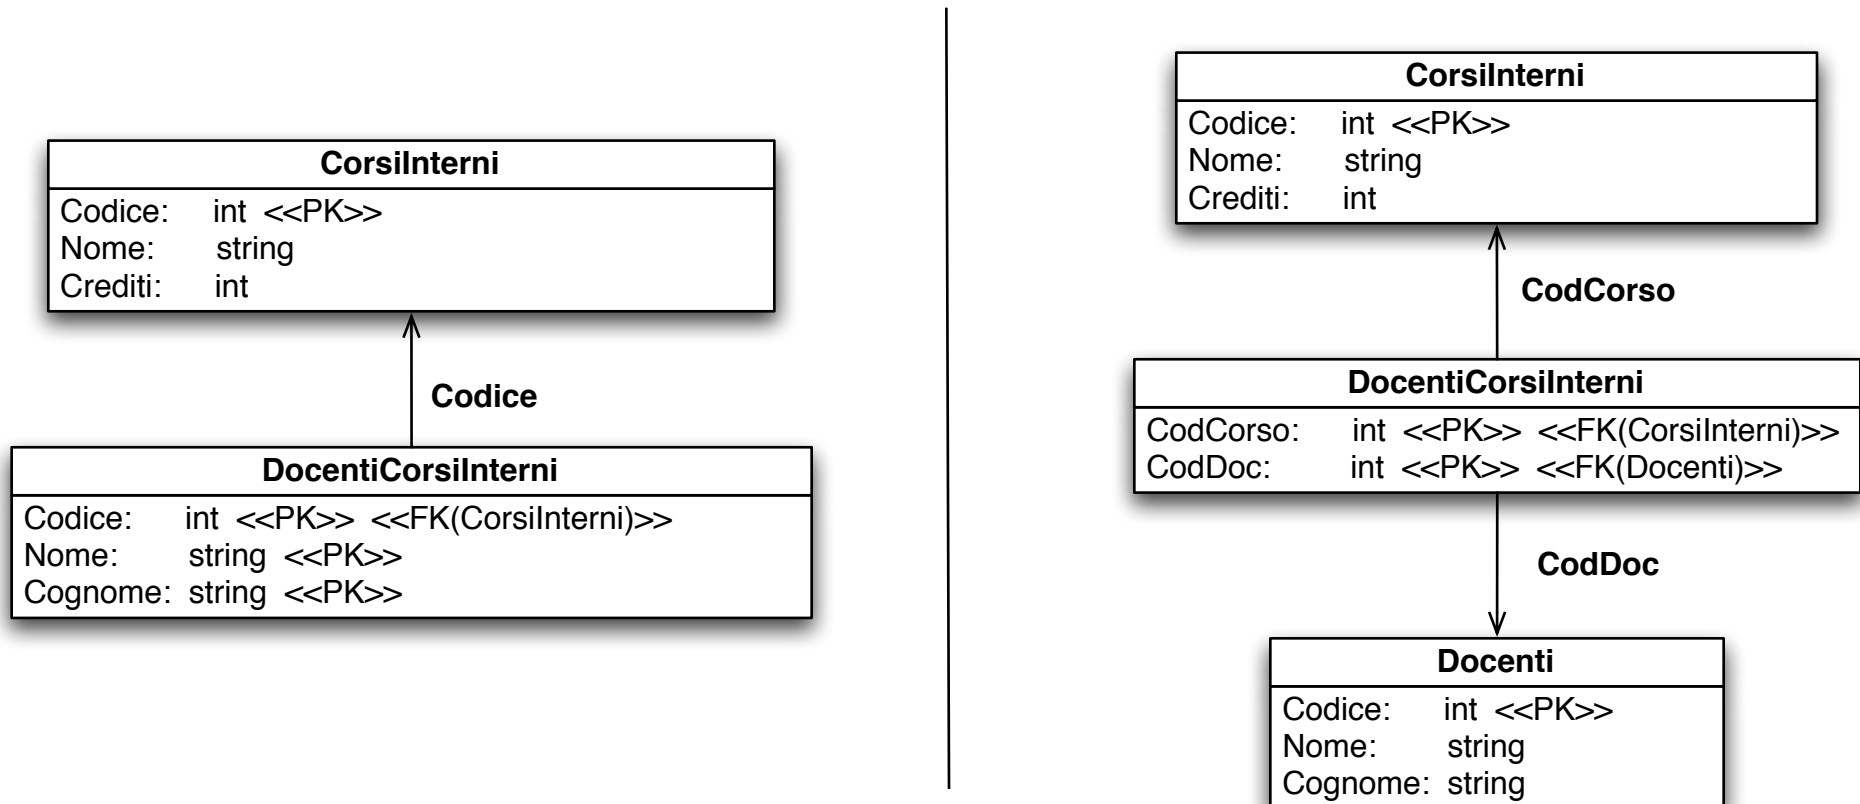 CorsiInterni
Codice: int <<PK>>
Nome: string
Crediti: int
Codice
DocentiCorsiInterni
Codice: int <<PK>> <<FK(CorsiInterni)>>
Nome: string <<PK>>
Cognome: string <<PK>>
CorsiInterni
Codice: int <<PK>>
Nome: string
Crediti: int
CodCorso
DocentiCorsiInterni
CodCorso: int <<PK>> <<FK(CorsiInterni)>>
CodDoc: int <<PK>> <<FK(Docenti)>>
CodDoc
Docenti
Codice: int <<PK>>
Nome: string
Cognome: string